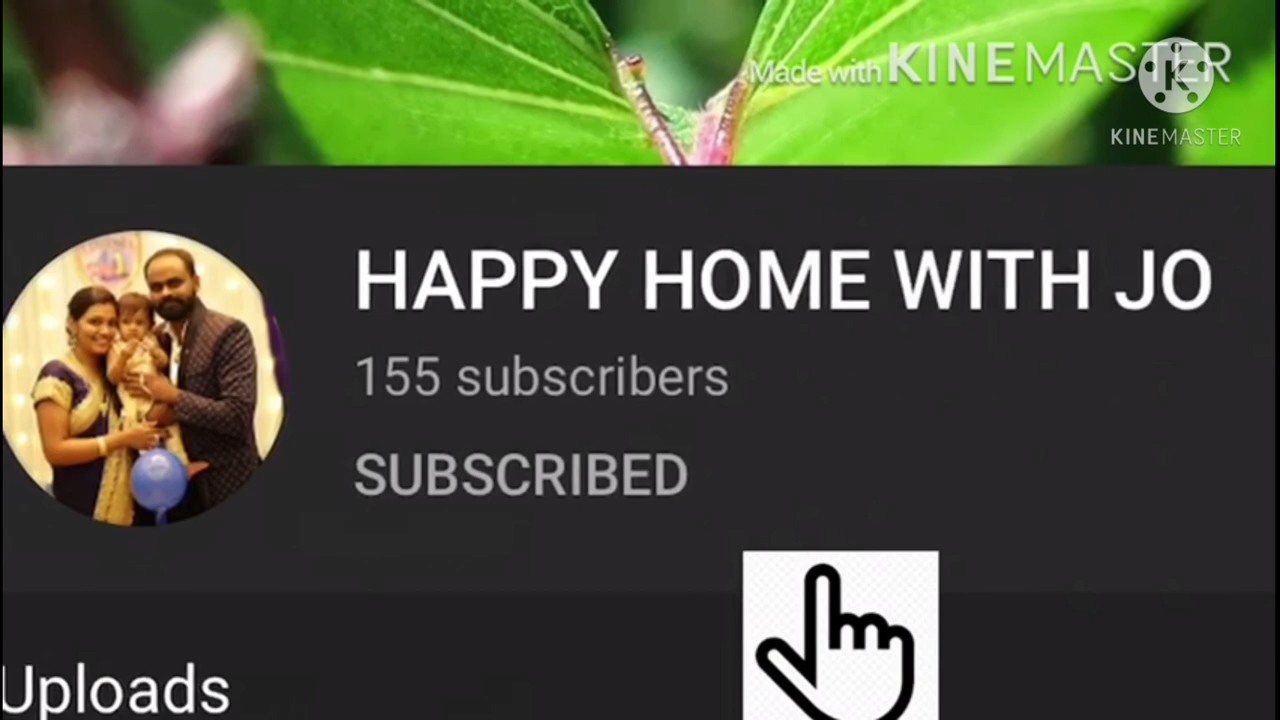 Made with KINEMASTER
K
KINEMASTER
HAPPY HOME WITH JO
155 subscribers
SUBSCRIBED
Uploads